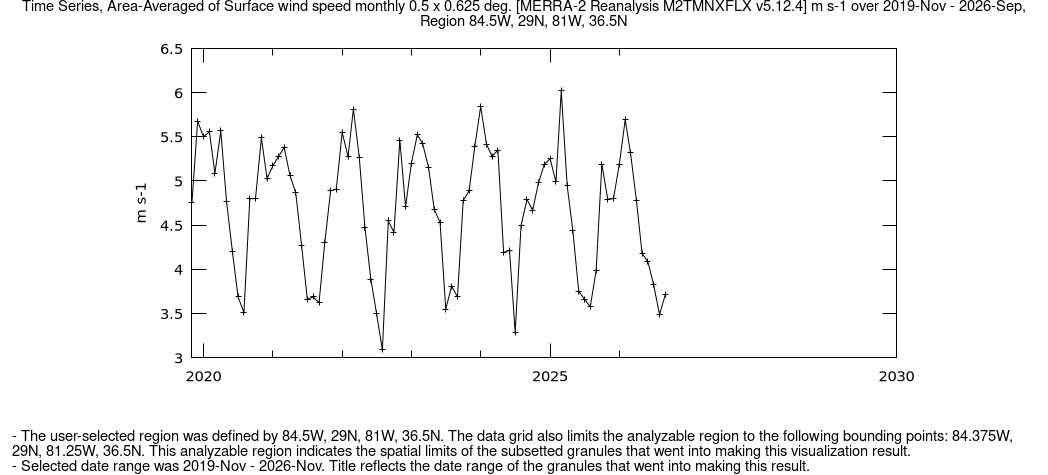 Time Series, Area-Averaged of Surface wind speed monthly 0.5 x 0.625 deg. [MERRA-2 Reanalysis M2TMNXFLX v5.12.4] m s-1 over 2019-Nov - 2026-Sep,
Region 84.5W, 29N, 81W, 36.5N
6.5
6
5.5
5
4.5
4
3.5
3
m s-1
2020 2025 2030
- The user-selected region was defined by 84.5W, 29N, 81W, 36.5N. The data grid also limits the analyzable region to the following bounding points: 84.375W,
29N, 81.25W, 36.5N. This analyzable region indicates the spatial limits of the subsetted granules that went into making this visualization result.
- Selected date range was 2019-Nov - 2026-Nov. Title reflects the date range of the granules that went into making this result.